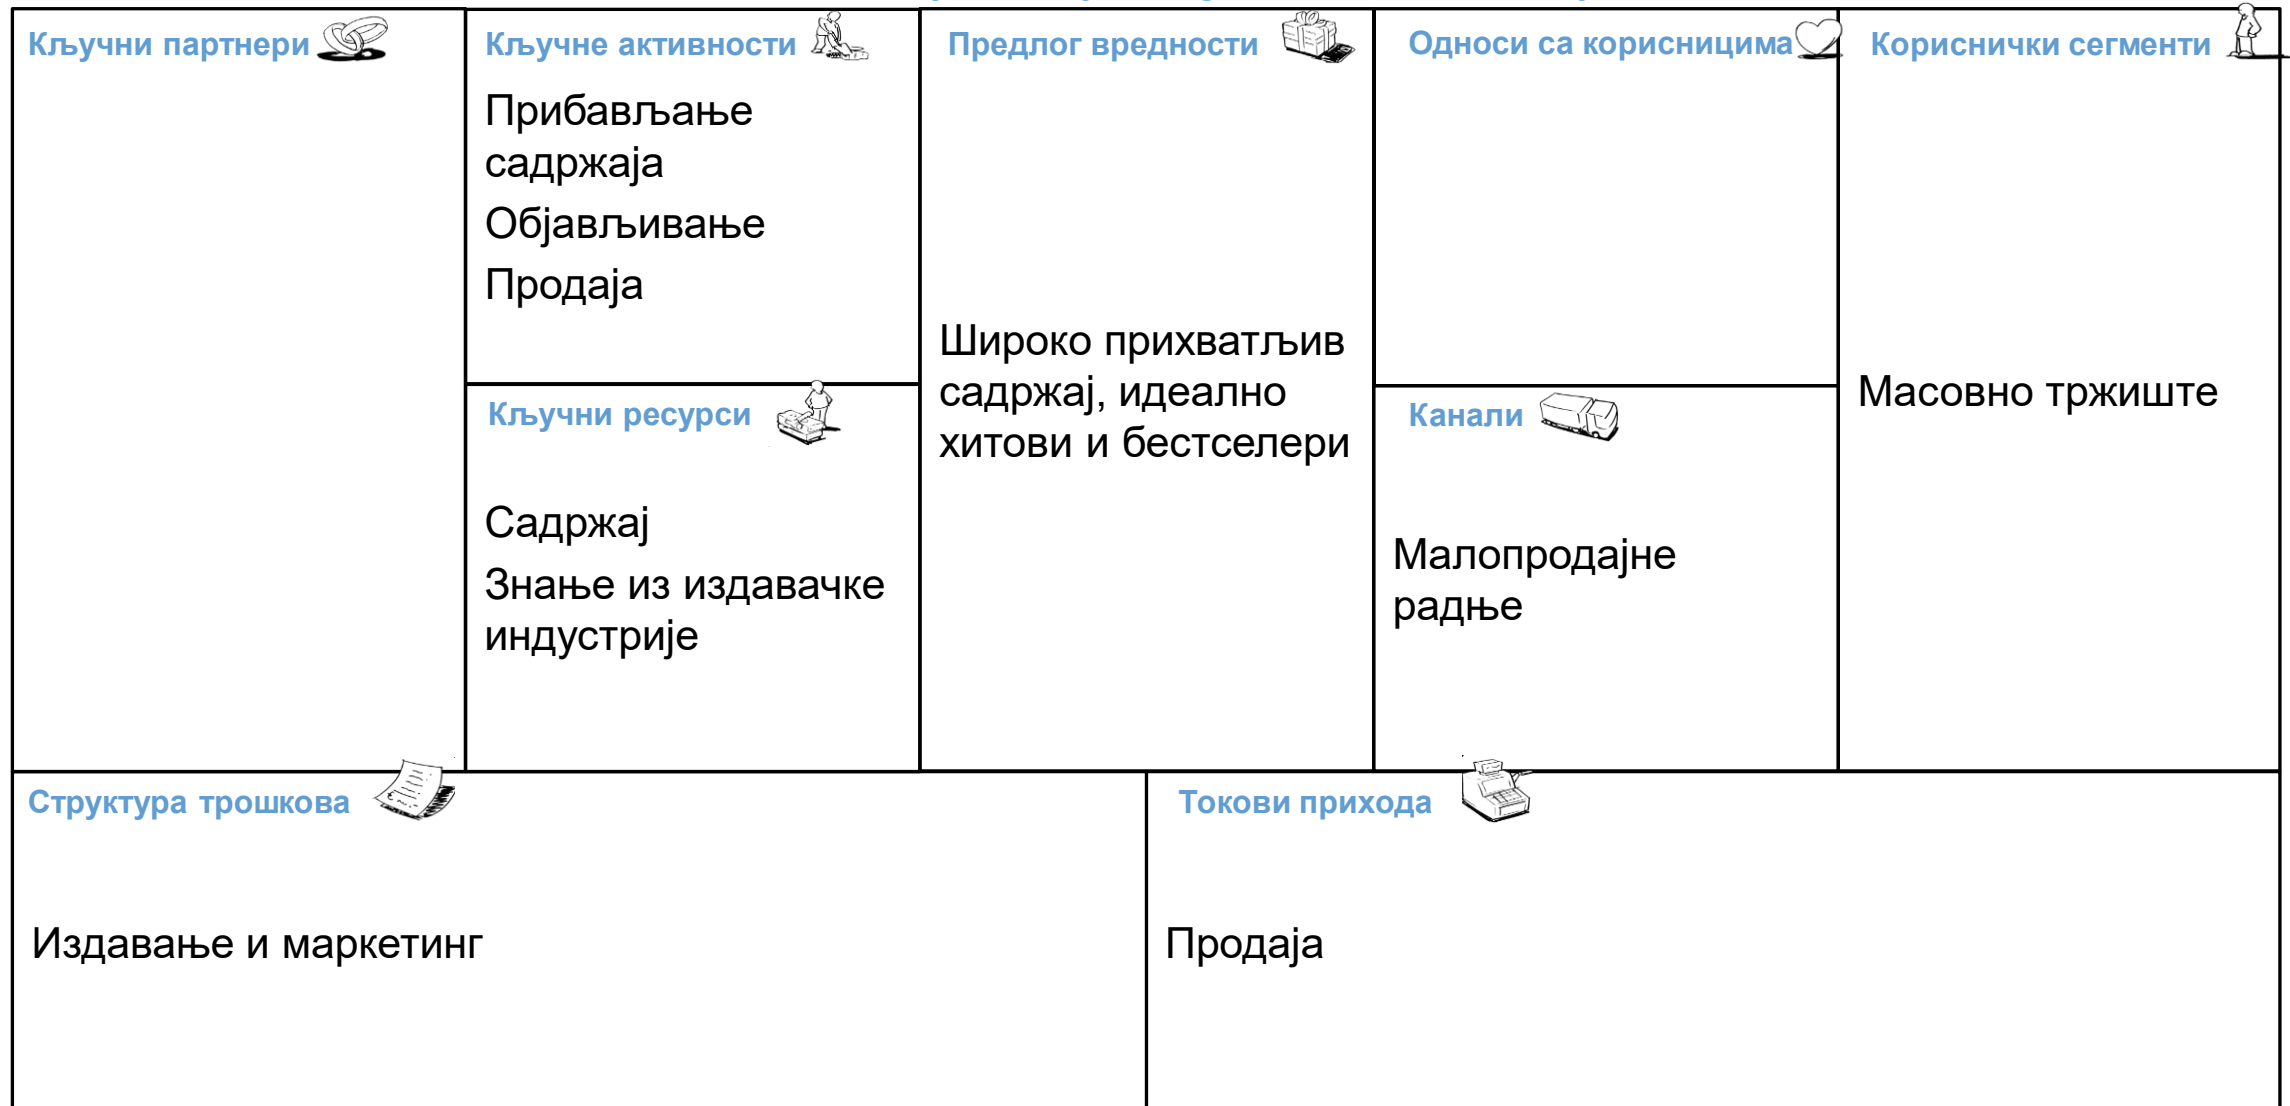 Кључни партнери
Кључне активности
Прибављање
садржаја
Објављивање
Продаја
Кључни ресурси
Садржај
Знање из издавачке
индустрије
Предлог вредности
Широко прихватљив
садржај, идеално
хитови и бестселери
Односи са корисницима
Канали
Малопродајне
радње
Кориснички сегменти
Масовно тржиште
Структура трошкова
Издавање и маркетинг
Токови прихода
Продаја